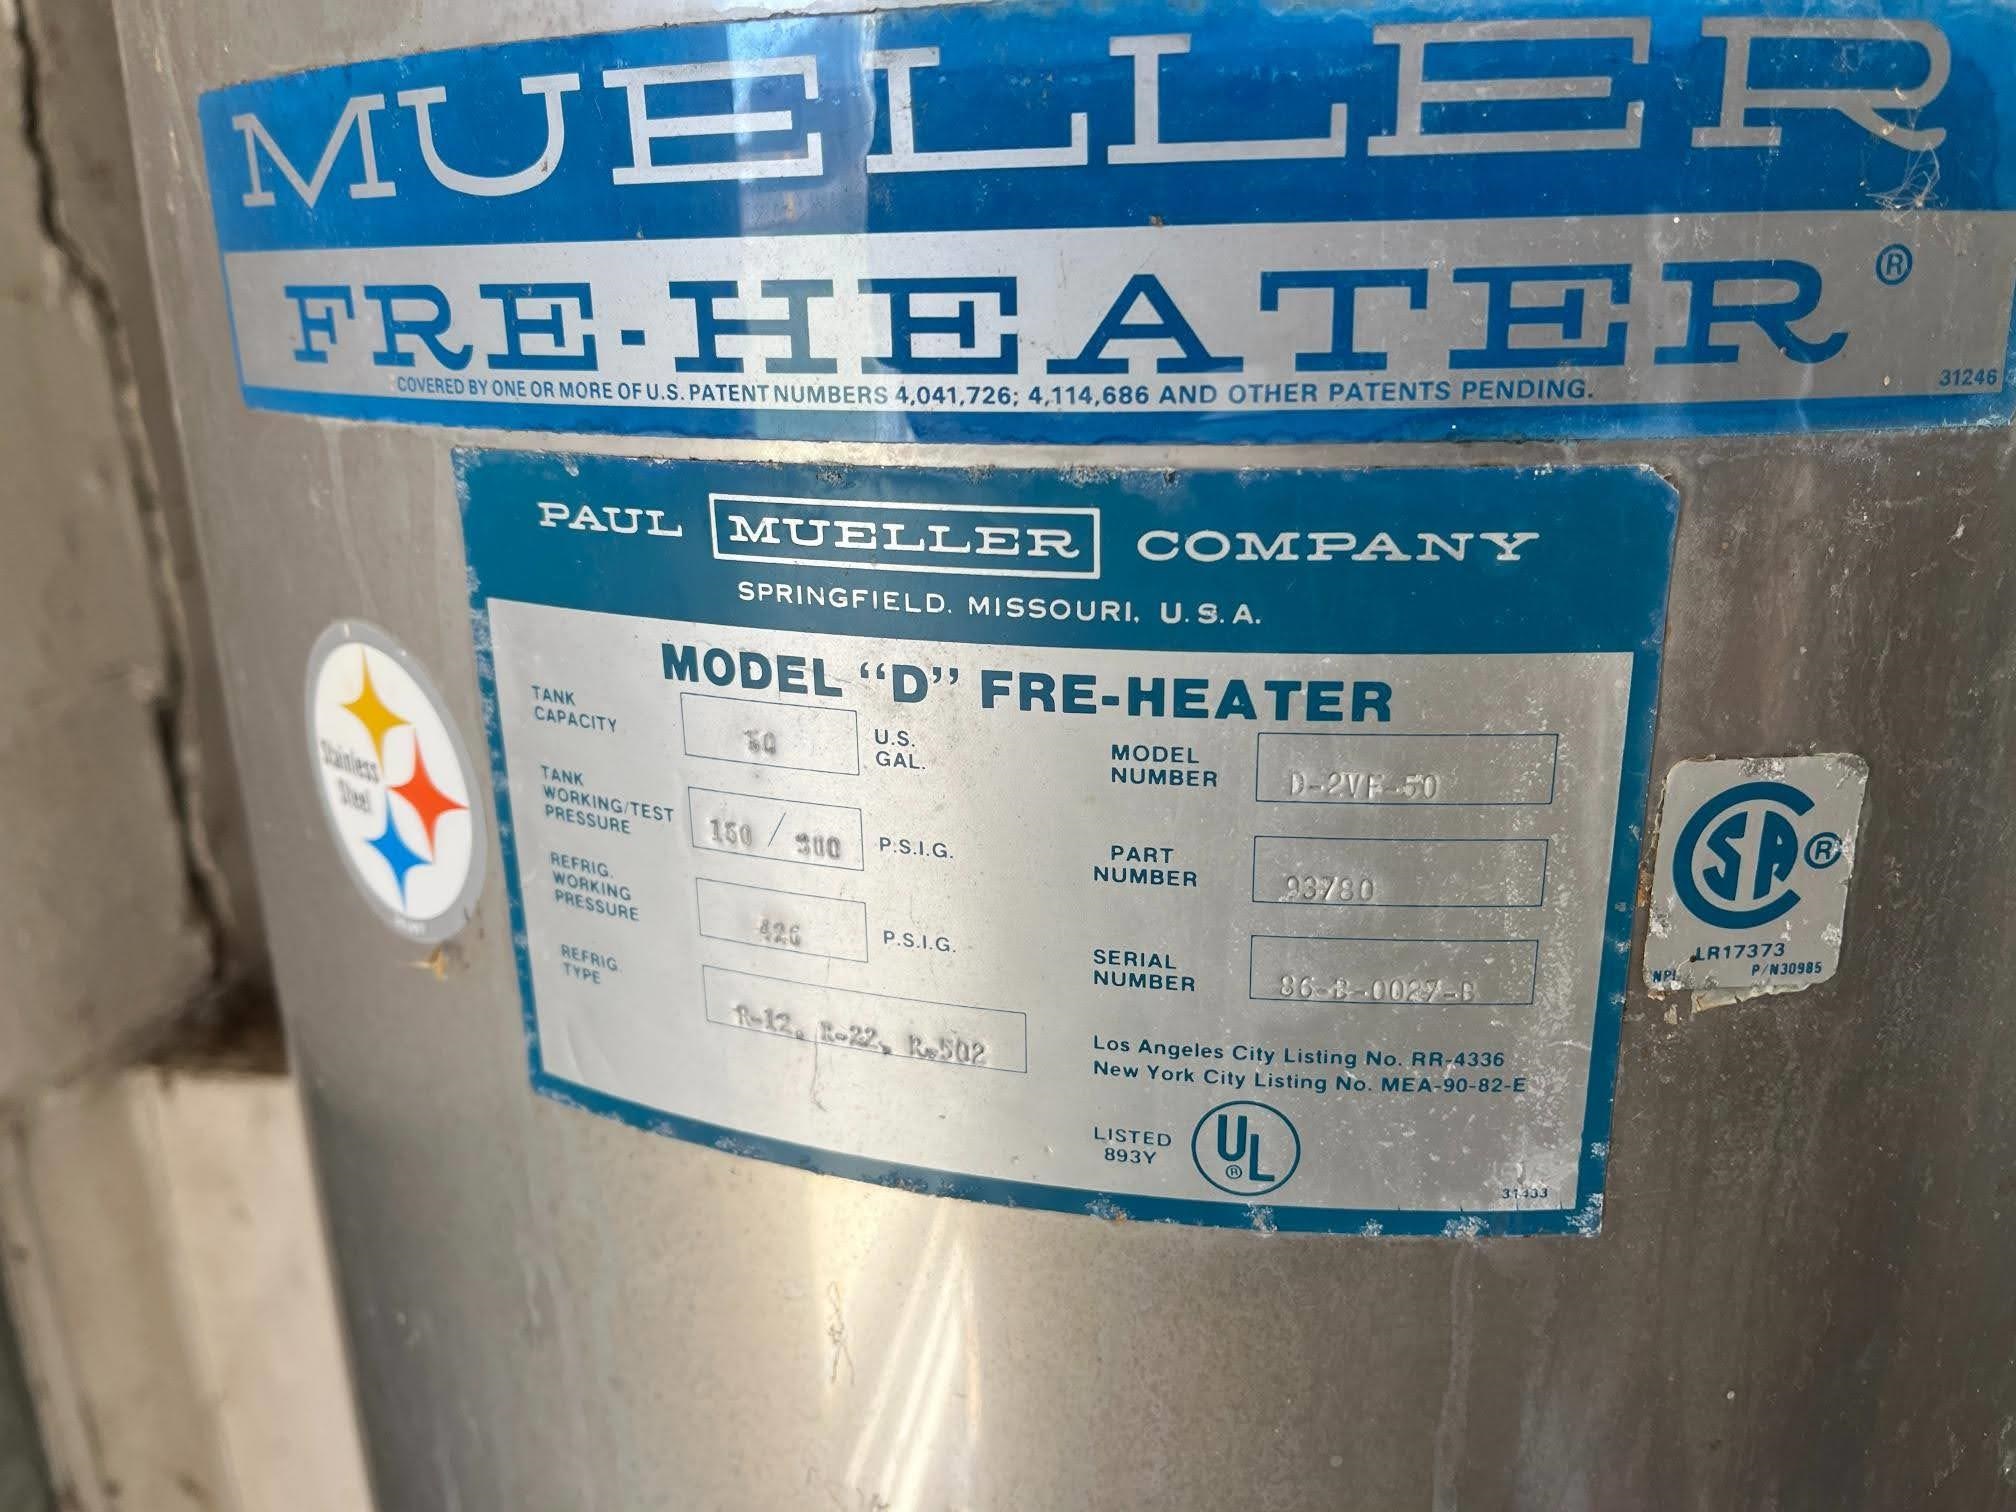 MUELLER
FRE-HEATER®
COVERED BY ONE OR MORE OF U.S. PATENT NUMBERS 4,041,726; 4,114,686 AND OTHER PATENTS PENDING.
31246
PAUL MUELLER COMPANY
SPRINGFIELD, MISSOURI, U.S.A.
MODEL "D" FRE-HEATER
TANK
CAPACITY
50
U.S.
GAL.
TANK
WORKING/TEST
PRESSURE
150 / 300
P.S.I.G.
REFRIG.
WORKING
PRESSURE
P.S.I.G.
REFRIG.
TYPE
R-12, R-22, R-502
MODEL
NUMBER
D-2VF-50
PART
NUMBER
93780
SERIAL
NUMBER
86-B-0027-B
Los Angeles City Listing No. RR-4336
New York City Listing No. MEA-90-82-E
LISTED
893Y
UL®
Stainless
Steel
SA®
LR17373
NPL
P/N30985